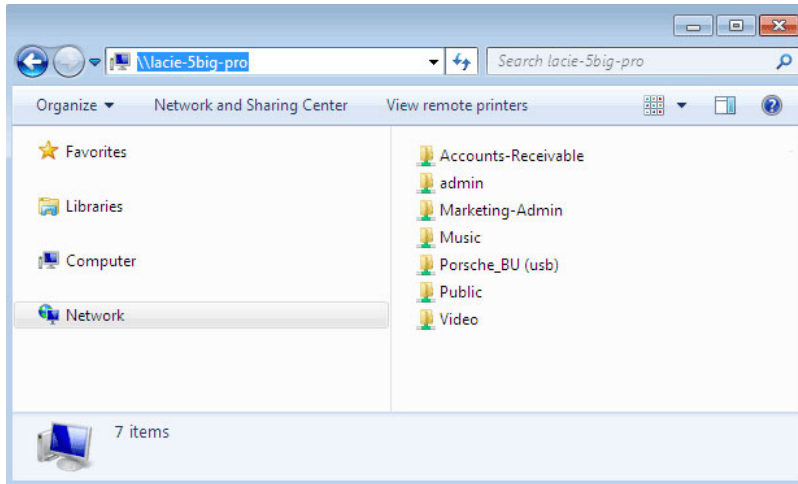 \\lacie-5big-pro
Search lacie-5big-pro
Organize Network and Sharing Center View remote printers
Favorites
Libraries
Computer
Network
Accounts-Receivable
admin
Marketing-Admin
Music
Porsche_BU (usb)
Public
Video
7 items